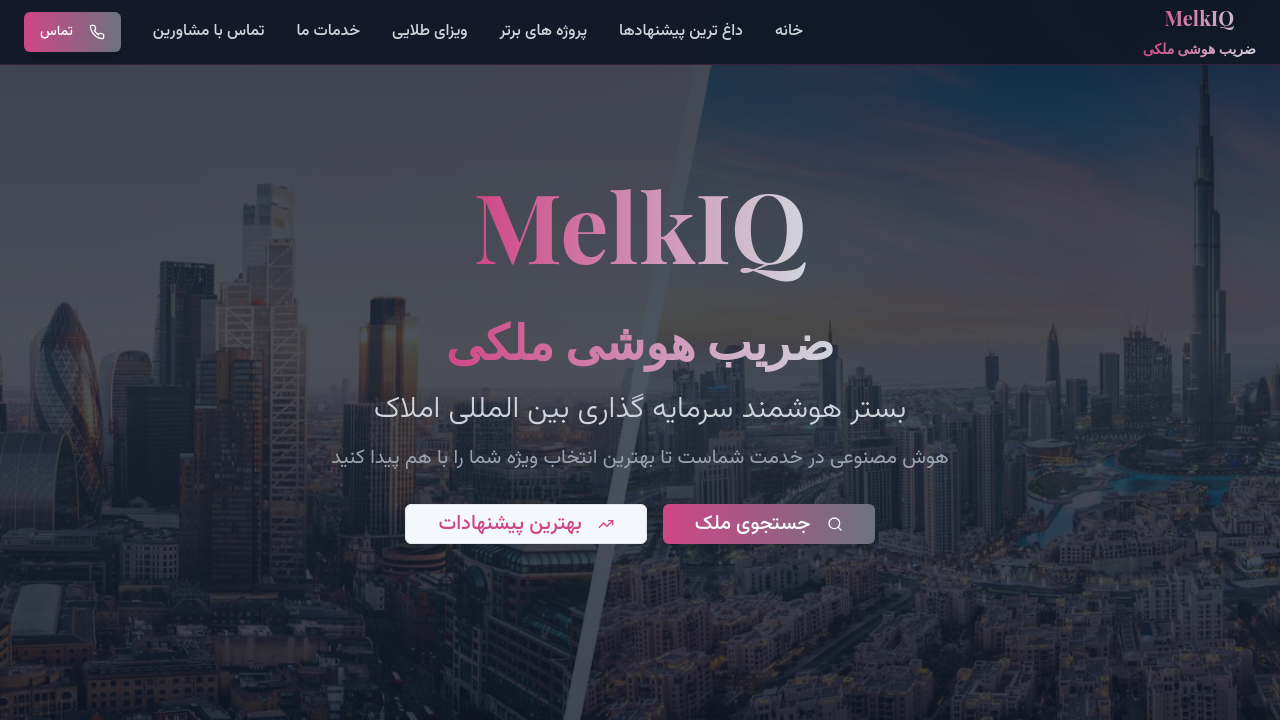 MelkIQ
ضریب هوشی ملکی
خانه
داغ ترین پیشنهادها
پروژه های برتر
ویزای طلایی
خدمات ما
تماس با مشاورین
تماس
MelkIQ
ضریب هوشی ملکی
بستر هوشمند سرمایه گذاری بین المللی املاک
هوش مصنوعی در خدمت شماست تا بهترین انتخاب ویژه شما را با هم پیدا کنید
جستجوی ملک
بهترین پیشنهادات